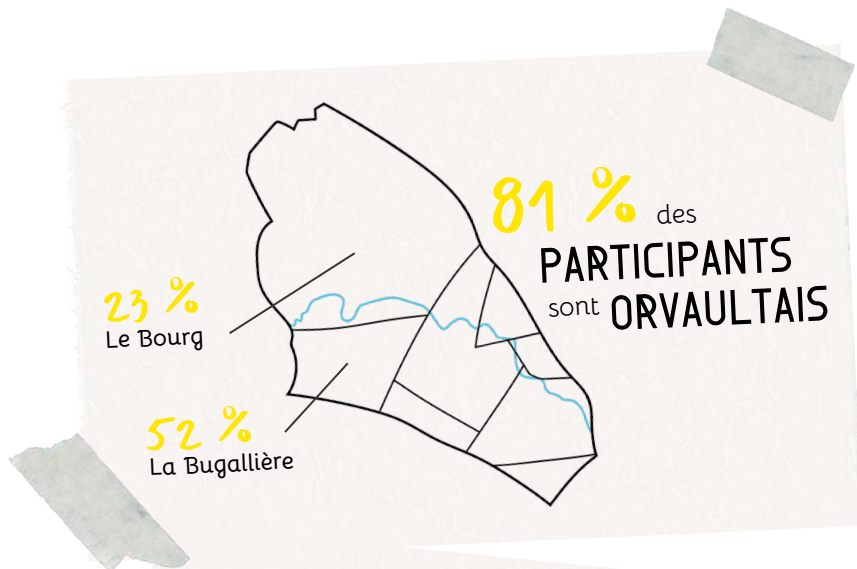 81 % des
PARTICIPANTS
sont ORVAULTAIS
23 %
Le Bourg
52 %
La Bugallière